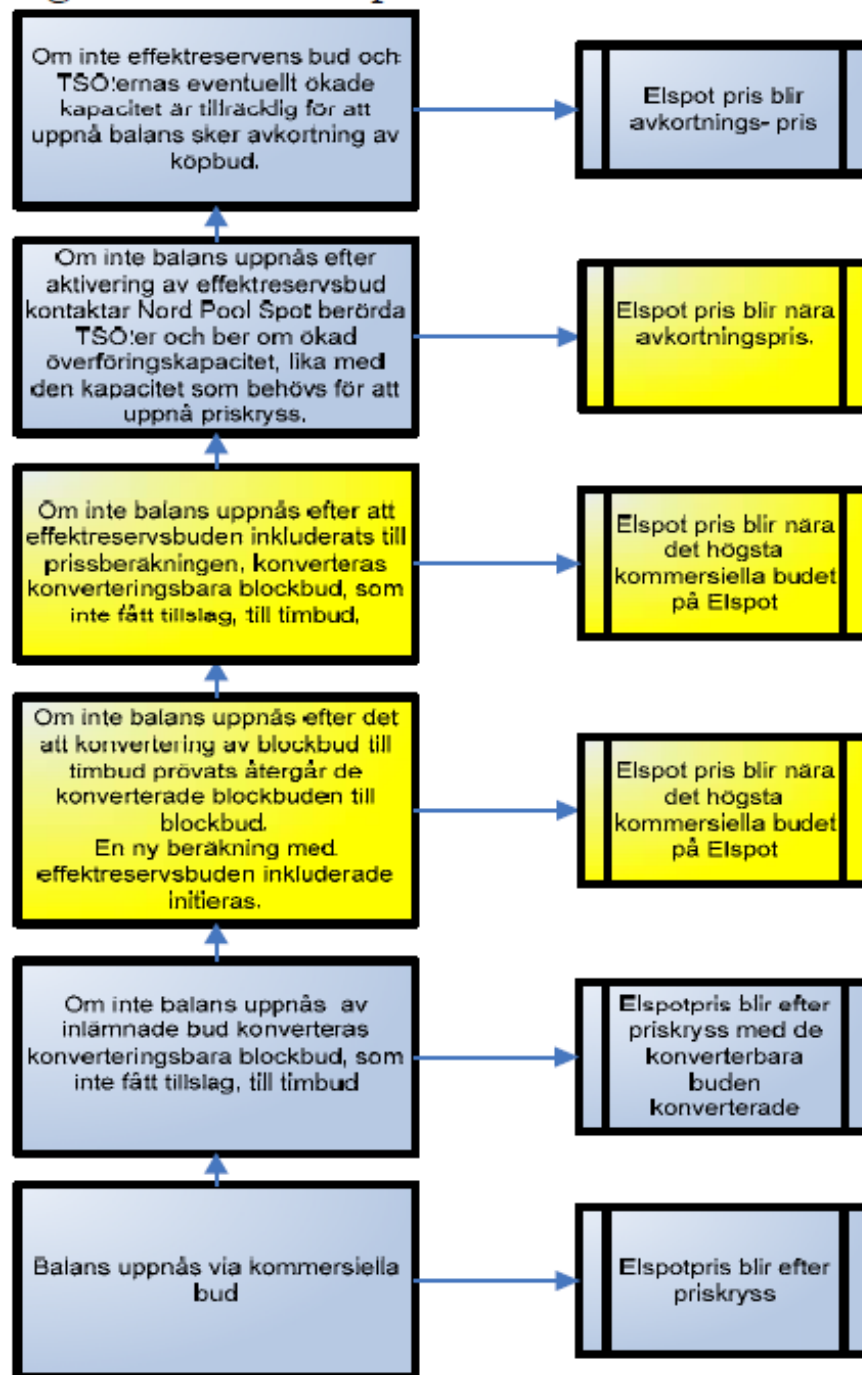 Om inte effektreservens bud och
TSO:ernas eventuellt ökade
kapacitet är tillräcklig för att
uppnå balans sker avkortning av
köpbud.
Elspot pris blir
avkortnings- pris
Om inte balans uppnås efter
aktivering av effektreservsbud
kontaktar Nord Pool Spot berörda
TSO:er och ber om ökad
överföringskapacitet, lika med
den kapacitet som behövs för att
uppnå priskryss.
Elspot pris blir nära
avkortningspris.
Om inte balans uppnås efter att
effektreservsbuden inkluderats till
prissberäkningen, konverteras
konverteringsbara blockbud, som
inte fått tillslag, till timbud.
Elspot pris blir nära
det högsta
kommersiella budet
på Elspot
Om inte balans uppnås efter det
att konvertering av blockbud till
timbud prövats återgår de
konverterade blockbuden till
blockbud.
En ny beräkning med
effektreservsbuden inkluderade
initieras.
Elspot pris blir nära
det högsta
kommersiella budet
på Elspot
Om inte balans uppnås av
inlämnade bud konverteras
konverteringsbara blockbud, som
inte fått tillslag, till timbud
Elspotpris blir efter
priskryss med de
konverterbara
buden
konverterade
Balans uppnås via kommersiella
bud
Elspotpris blir efter
priskryss